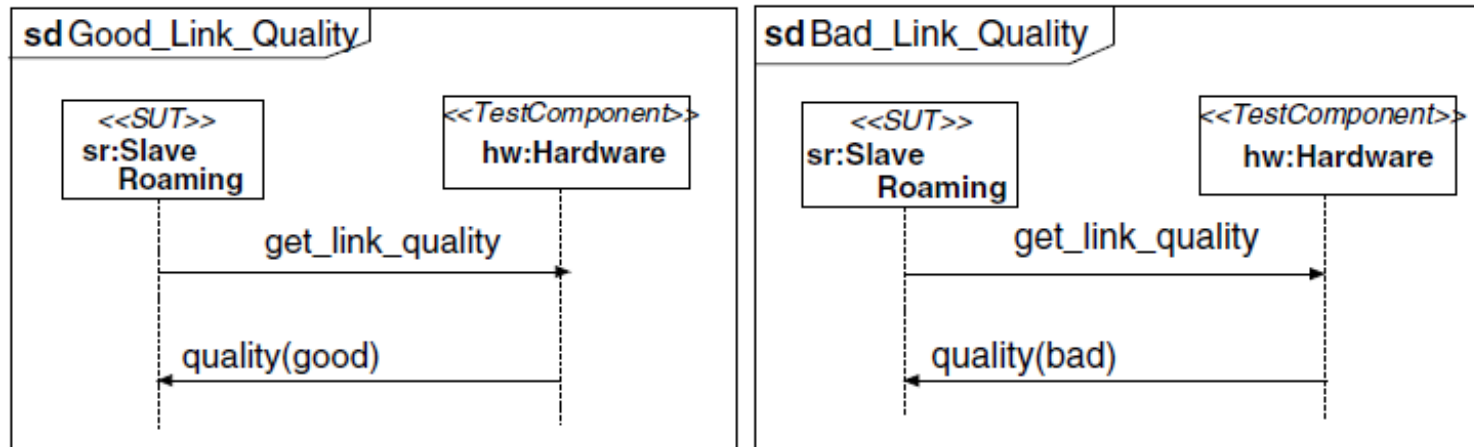 sd Good_Link_Quality
<<SUT>>
sr:Slave
Roaming
<<TestComponent>>
hw:Hardware
get_link_quality
quality(good)
sd Bad_Link_Quality
<<SUT>>
sr:Slave
Roaming
<<TestComponent>>
hw:Hardware
get_link_quality
quality(bad)